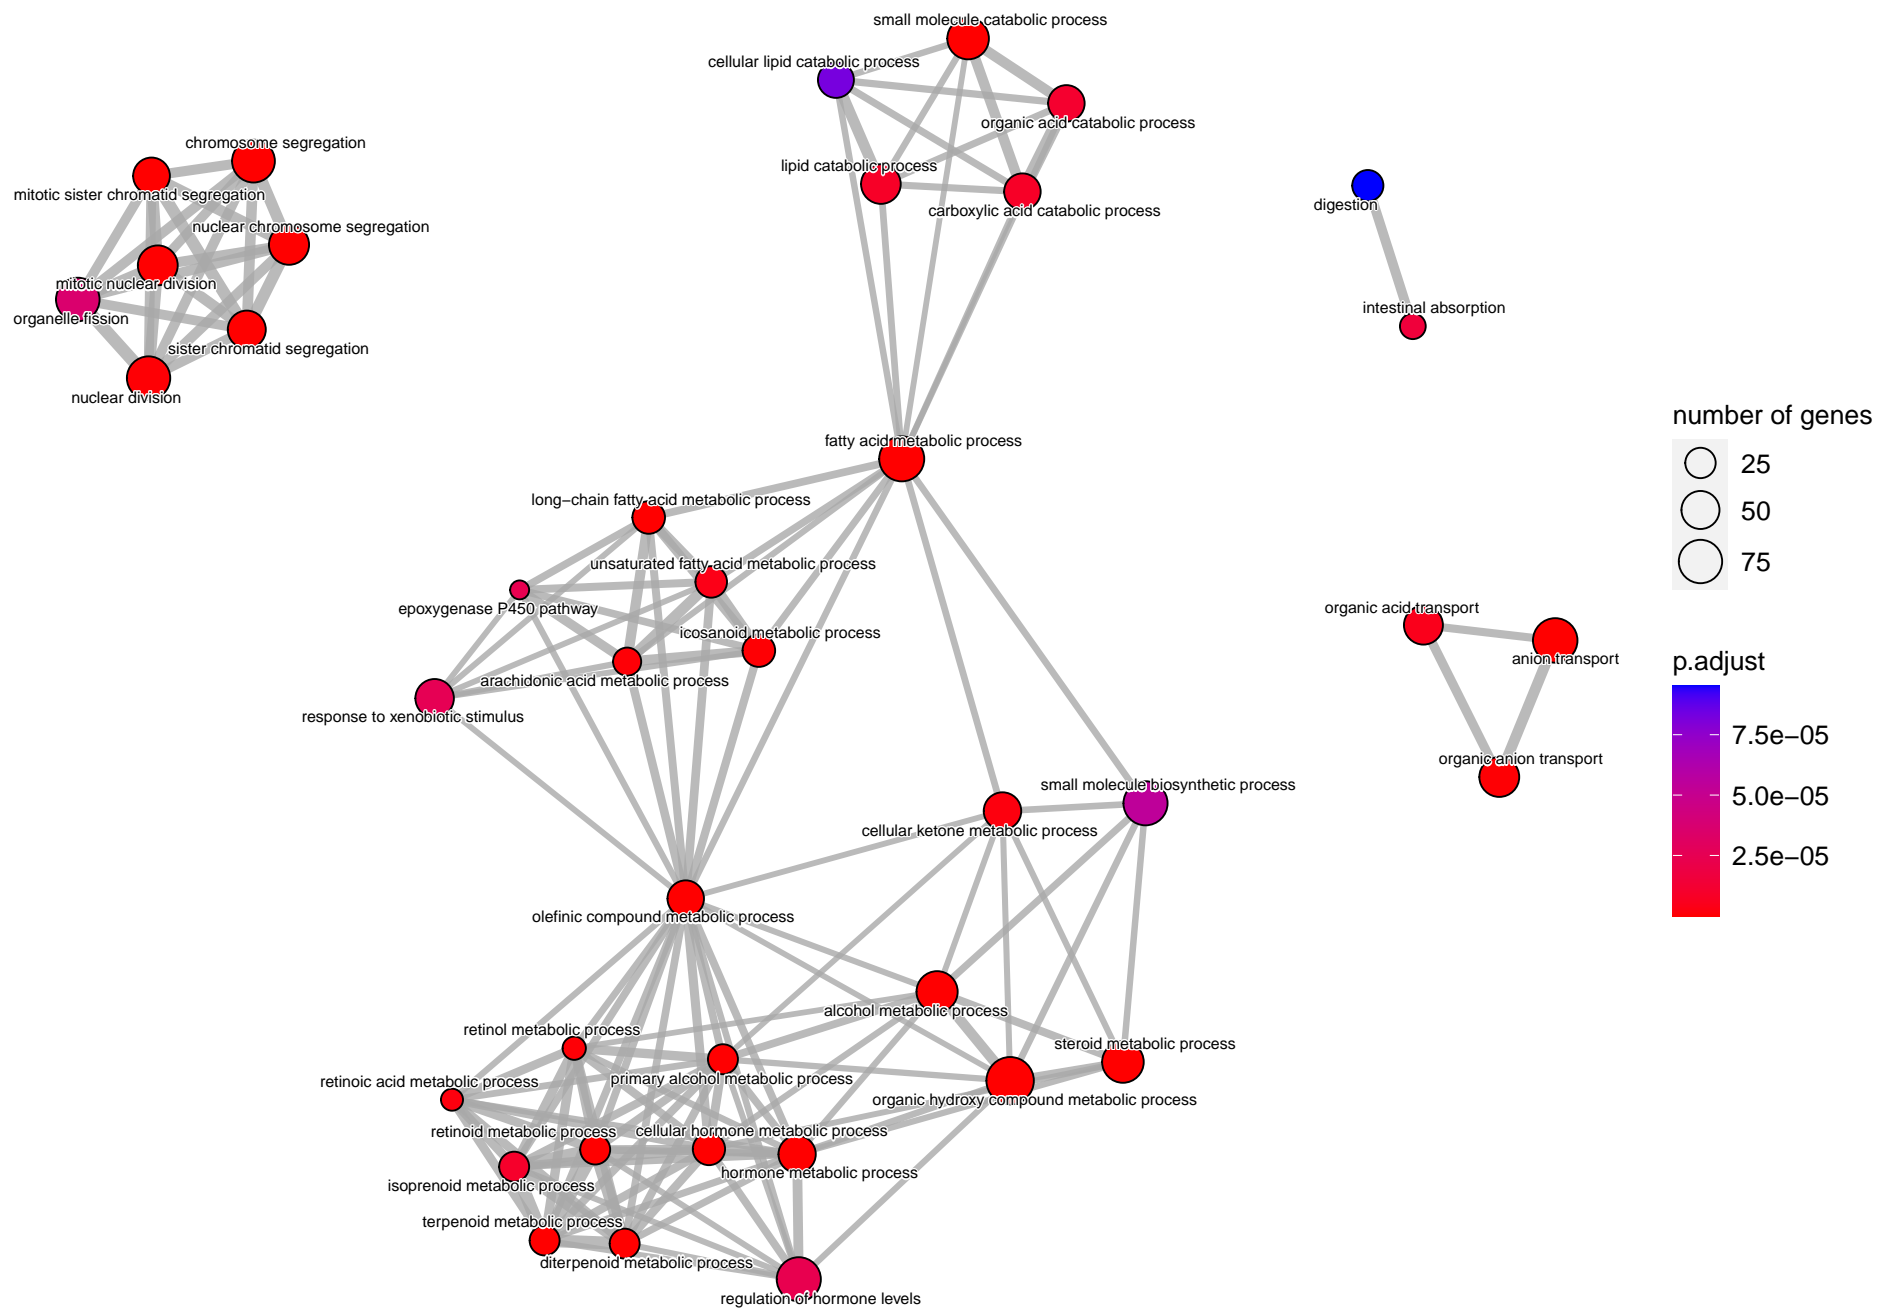 small molecule catabolic process
cellular lipid catabolic process
organic acid catabolic process
chromosome segregation
lipid catabolic process
mitotic sister chromatid segregation
digestion
carboxylic acid catabolic process
nuclear chromosome segregation
mitotic nuclear division
intestinal absorption
organelle fission
sister chromatid segregation
nuclear division
number of genes
25
50
75
fatty acid metabolic process
long−chain fatty acid metabolic process
unsaturated fatty acid metabolic process
epoxygenase P450 pathway
icosanoid metabolic process
arachidonic acid metabolic process
response to xenobiotic stimulus
organic acid transport
anion transport
organic anion transport
p.adjust
7.5e−05
5.0e−05
2.5e−05
small molecule biosynthetic process
cellular ketone metabolic process
olefinic compound metabolic process
alcohol metabolic process
retinol metabolic process
steroid metabolic process
primary alcohol metabolic process
retinoic acid metabolic process
organic hydroxy compound metabolic process
retinoid metabolic process
cellular hormone metabolic process
hormone metabolic process
isoprenoid metabolic process
terpenoid metabolic process
diterpenoid metabolic process
regulation of hormone levels